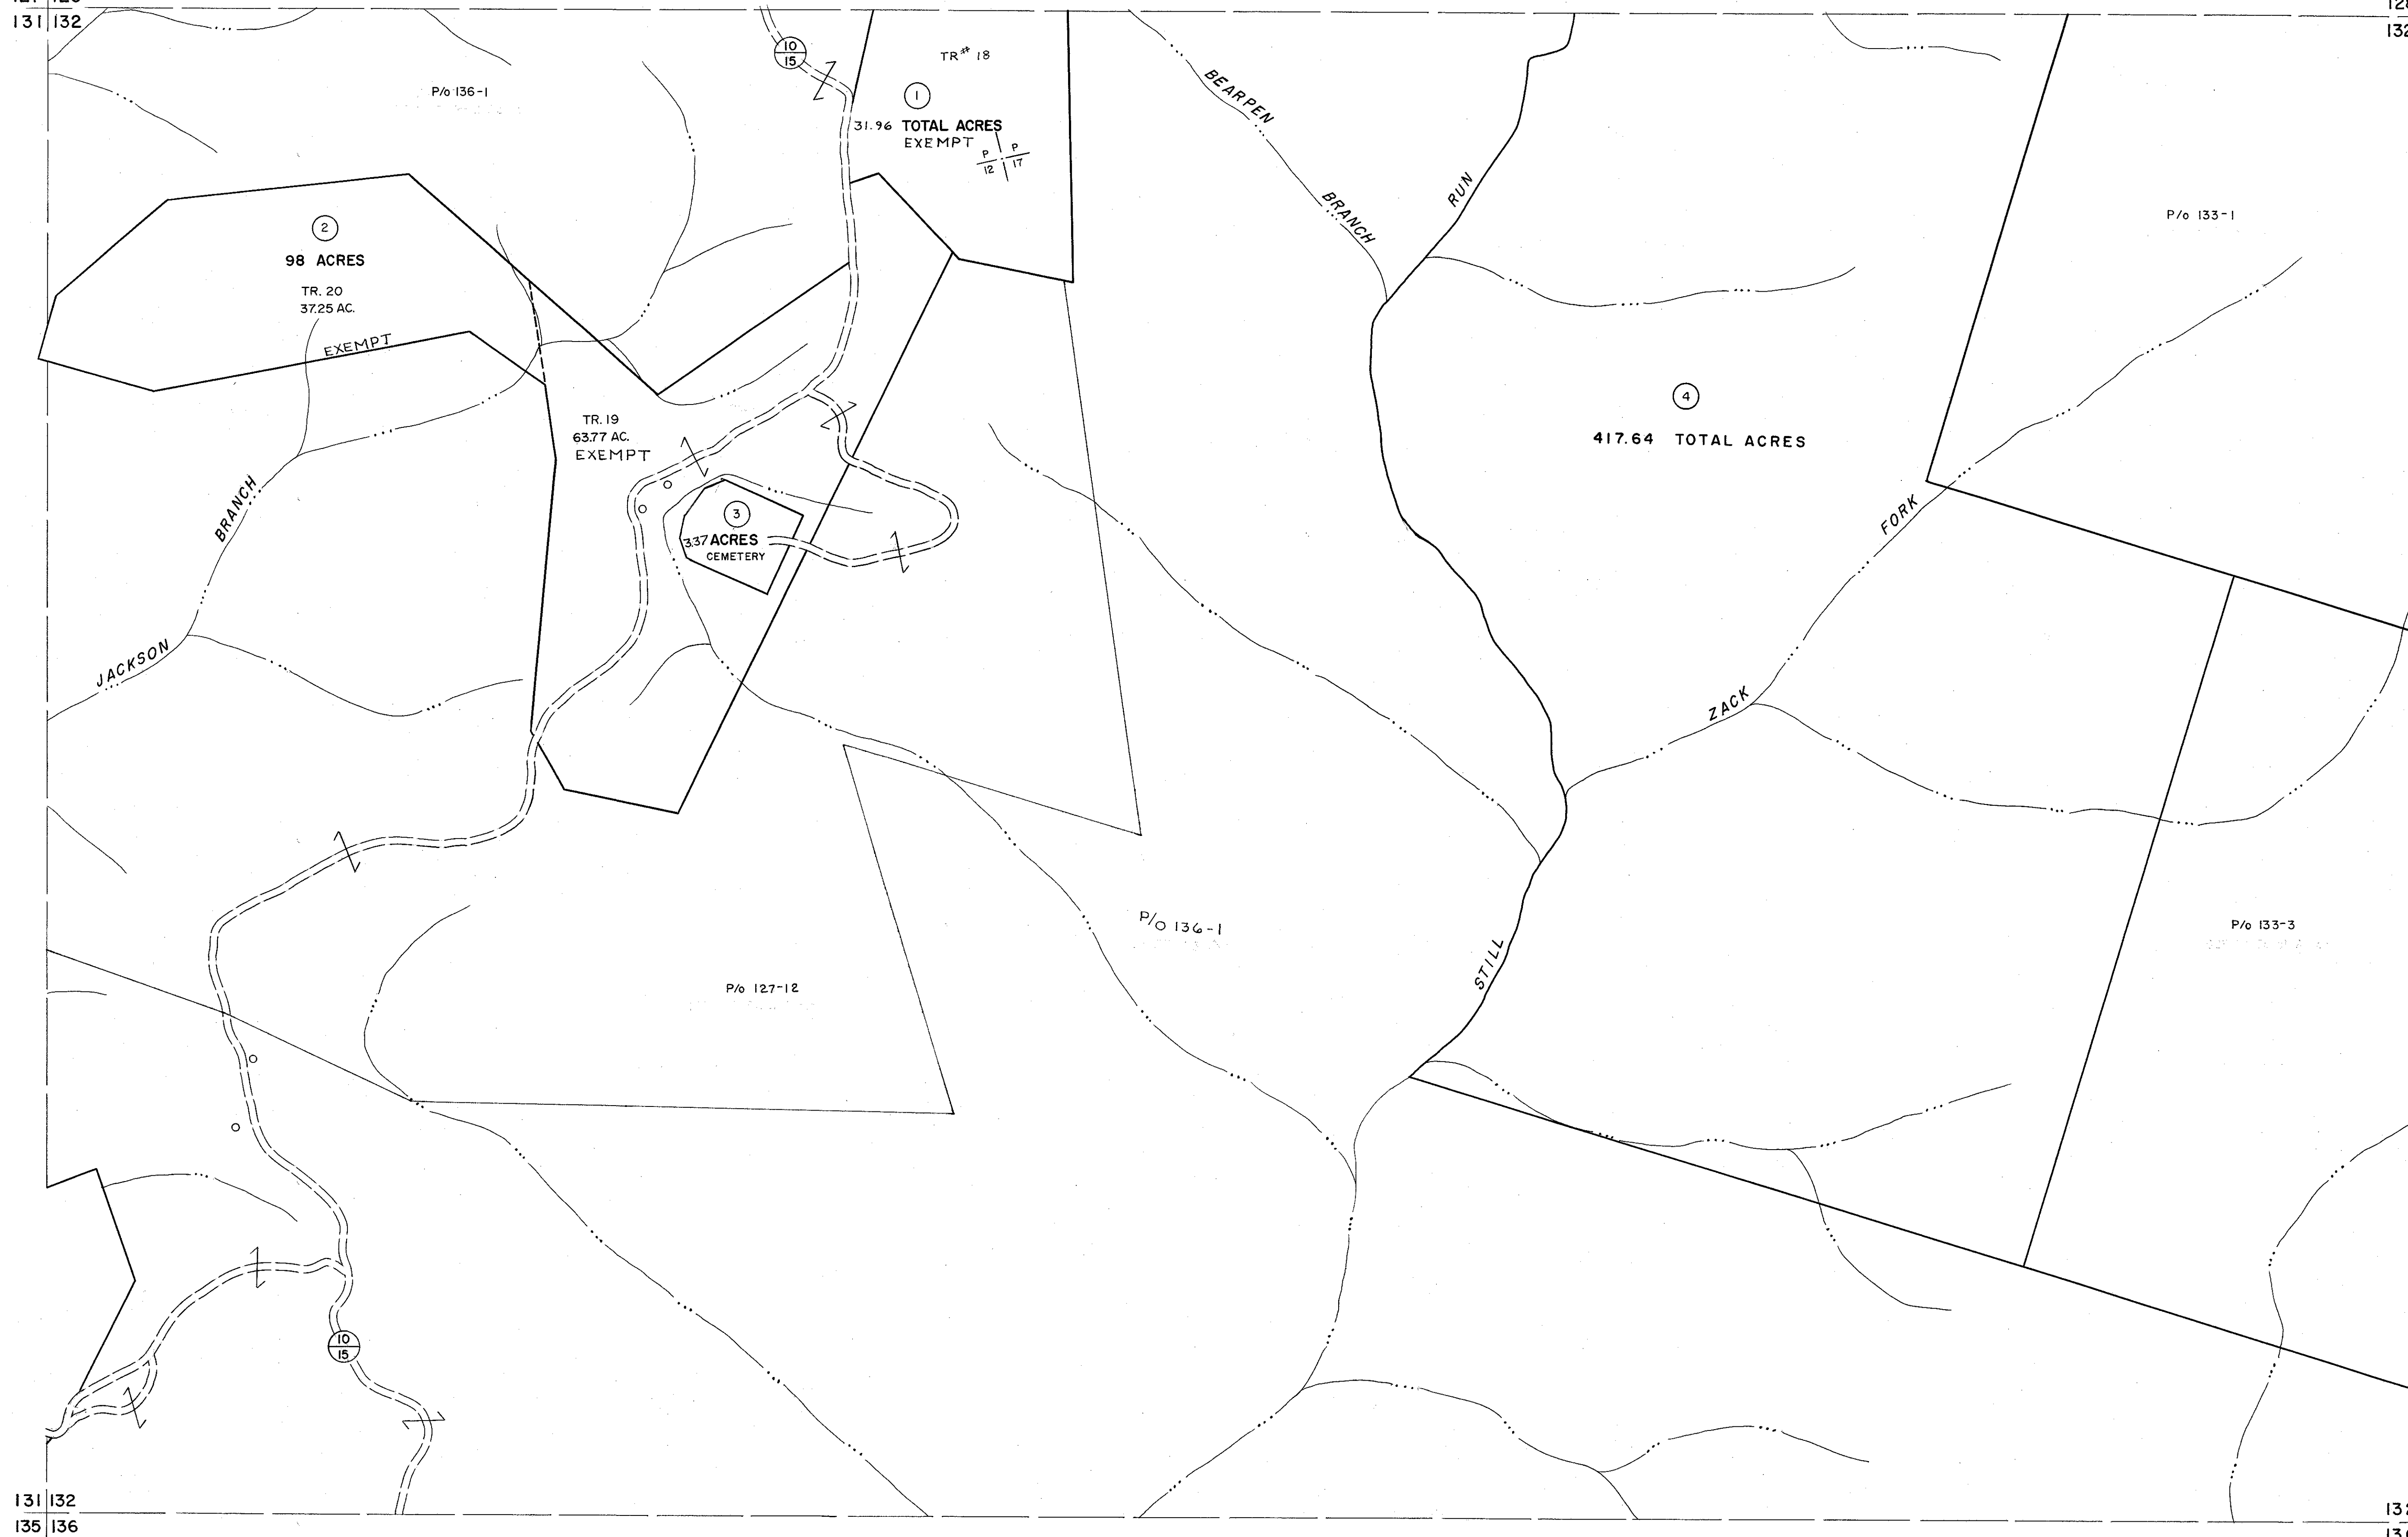 131 132
10
15
TR# 18
1
31.96 TOTAL ACRES
EXEMPT
P P
12 17
P/o 136-1
BEARPEN
BRANCH
RUN
P/o 133-1
2
98 ACRES
TR. 20
37.25 AC.
EXEMPT
4
417.64 TOTAL ACRES
TR. 19
63.77 AC.
EXEMPT
BRANCH
3
3.37 ACRES
CEMETERY
FORK
JACKSON
ZACK
P/O 136-1
P/o 133-3
STILL
P/o 127-12
10
15
131 132
135 136